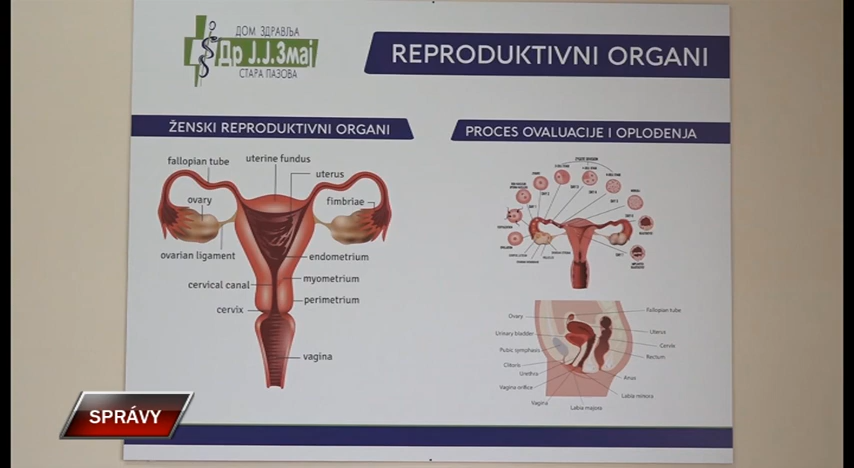 ДОМ ЗДРАВЉА
Др Ј.Ј.Змај
СТАРА ПАЗОВА
REPRODUKTIVNI ORGANI
ŽENSKI REPRODUKTIVNI ORGANI
fallopian tube
uterine fundus
uterus
ovary
fimbriae
ovarian ligament
endometrium
cervical canal
myometrium
perimetrium
cervix
vagina
PROCES OVALUACIJE I OPLOĐENJA
Ovary
Fallopian tube
Urinary bladder
Uterus
Pubic symphysis
Cervix
Rectum
Clitoris
Urethra
Anus
Vagina orifice
Labia minora
Vagina
Labia majora
SPRÁVY